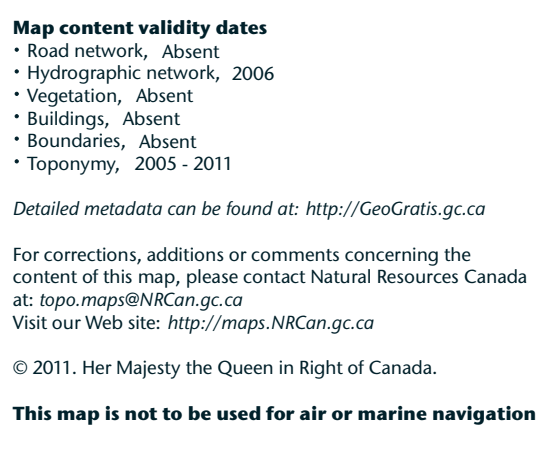 Map content validity dates
• Road network, Absent
• Hydrographic network, 2006
• Vegetation, Absent
• Buildings, Absent
• Boundaries, Absent
• Toponymy, 2005 - 2011
Detailed metadata can be found at: http://GeoGratis.gc.ca
For corrections, additions or comments concerning the
content of this map, please contact Natural Resources Canada
at: topo.maps@NRCan.gc.ca
Visit our Web site: http://maps.NRCan.gc.ca
© 2011. Her Majesty the Queen in Right of Canada.
This map is not to be used for air or marine navigation